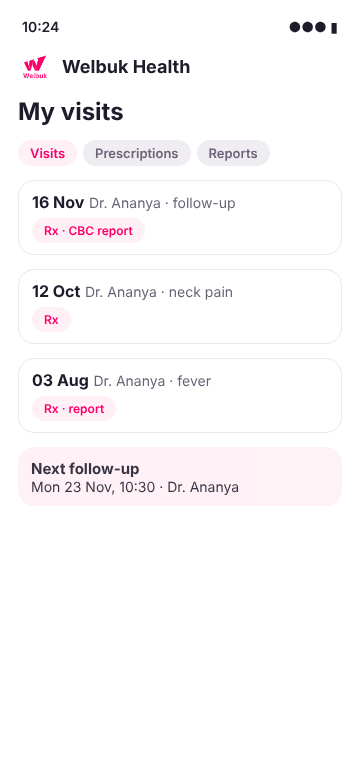 10:24
Welbuk
Welbuk Health
My visits
Visits
Prescriptions
Reports
16 Nov Dr. Ananya · follow-up
Rx · CBC report
12 Oct Dr. Ananya · neck pain
Rx
03 Aug Dr. Ananya · fever
Rx · report
Next follow-up
Mon 23 Nov, 10:30 · Dr. Ananya